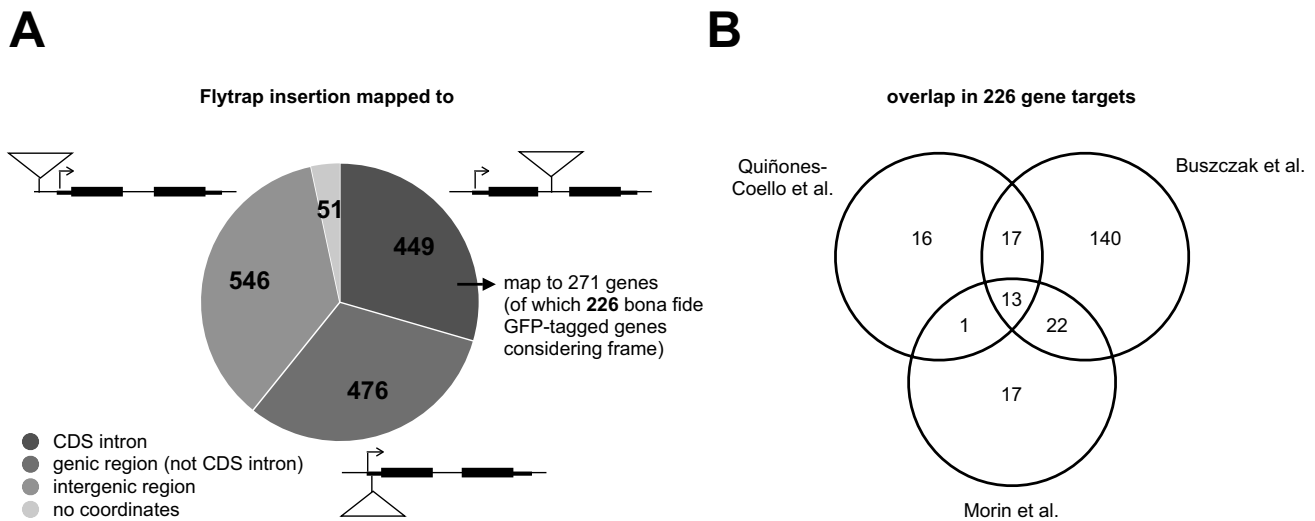 A
Flytrap insertion mapped to
51
449
546
476
map to 271 genes
(of which 226 bona fide
GFP-tagged genes
considering frame)
CDS intron
genic region (not CDS intron)
intergenic region
no coordinates
B
overlap in 226 gene targets
Quiñones-
Coello et al.
Buszczak et al.
16
17
140
13
1
22
17
Morin et al.